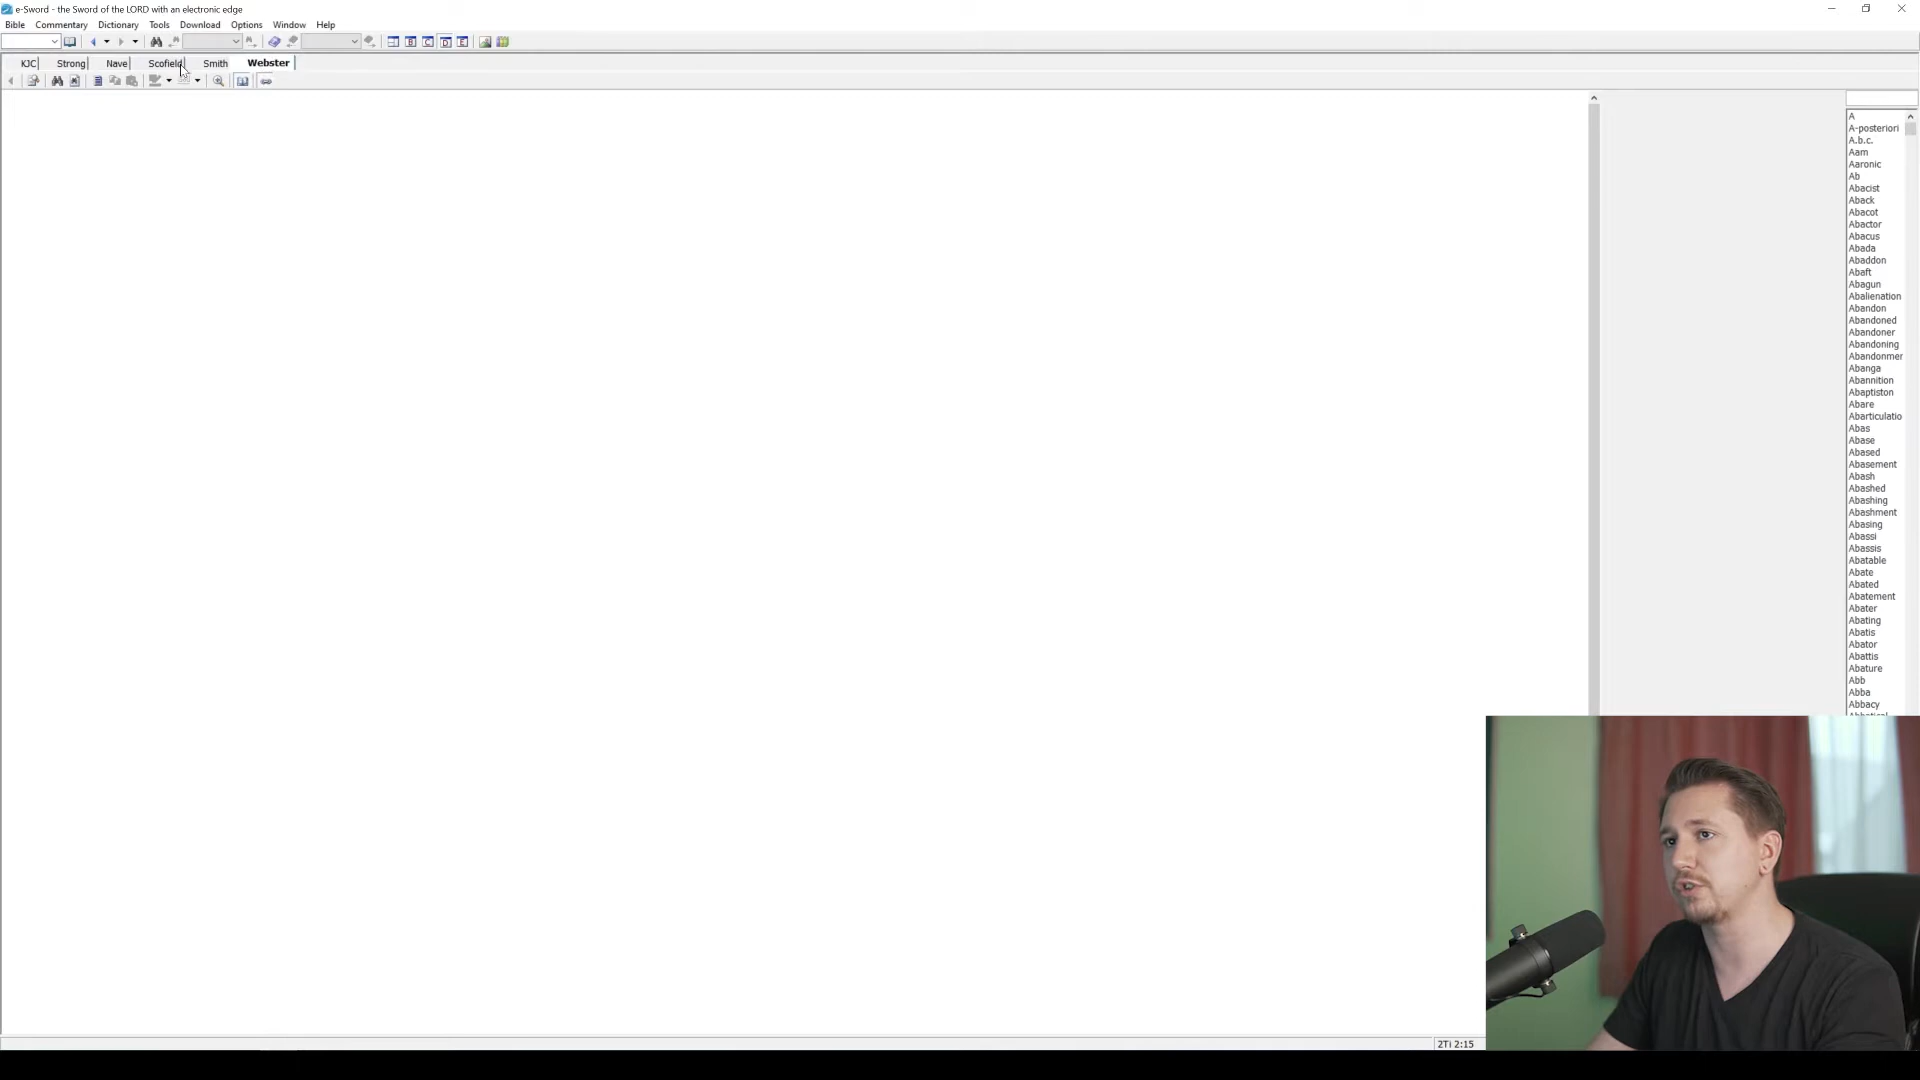 e-Sword - the Sword of the LORD with an electronic edge
Bible Commentary Dictionary Tools Download Options Window Help
B C D E
KJC Strong Nave Scofield Smith Webster
A
A-posteriori
A.b.c.
Aam
Aaronic
Ab
Abacist
Aback
Abacot
Abactor
Abacus
Abada
Abaddon
Abaft
Abagun
Abalienation
Abandon
Abandoned
Abandoner
Abandoning
Abandonmer
Abanga
Abannition
Abaptiston
Abare
Abarticulatio
Abas
Abase
Abased
Abasement
Abash
Abashed
Abashing
Abashment
Abasing
Abassi
Abassis
Abatable
Abate
Abated
Abatement
Abater
Abating
Abatis
Abator
Abattis
Abature
Abb
Abba
Abbacy
2Ti 2:15